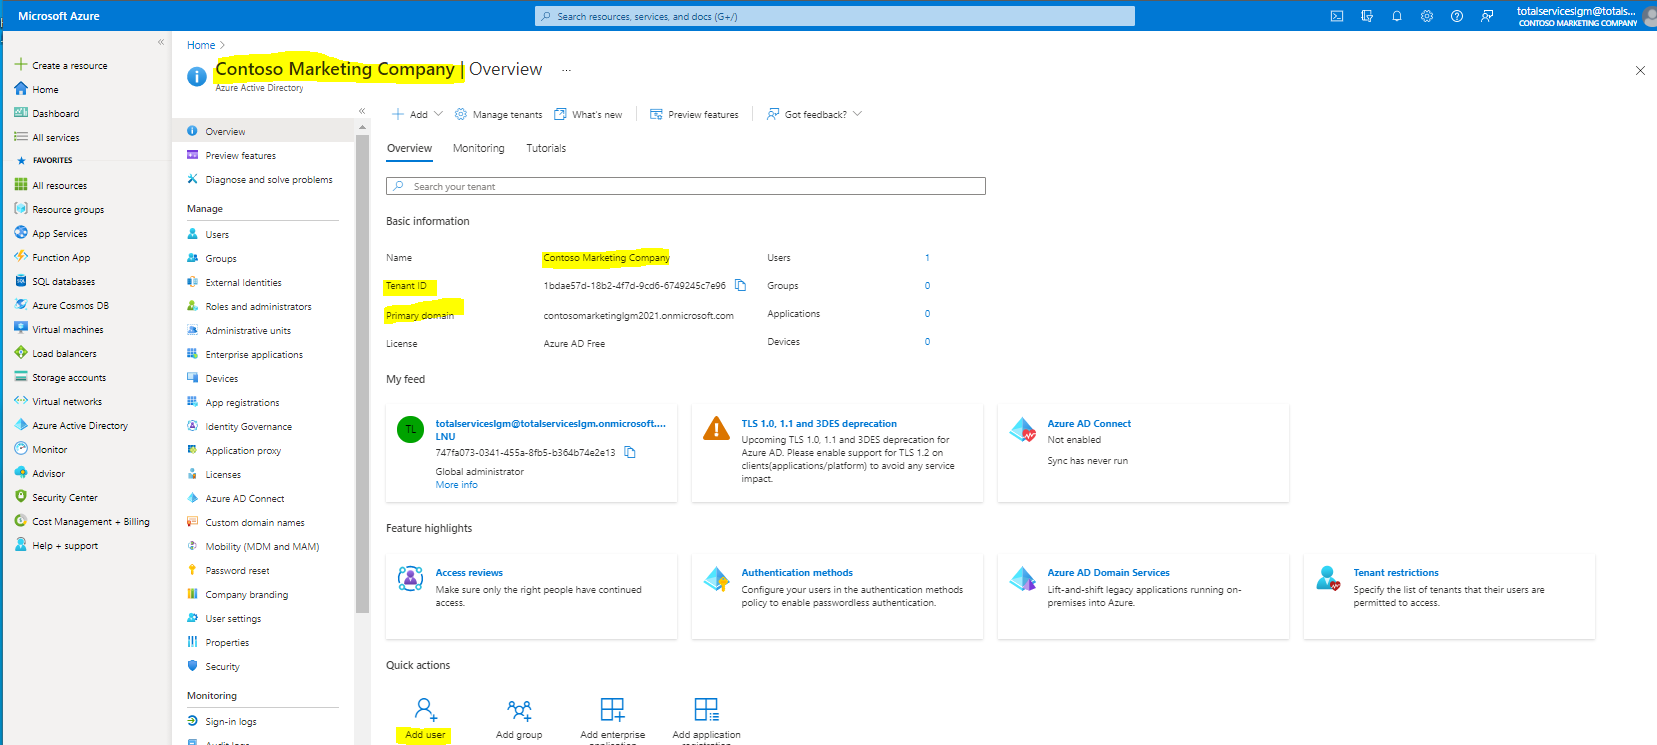 Microsoft Azure
Search resources, services, and docs (G+/)
totalserviceslgm@totals...
CONTOSO MARKETING COMPANY
Create a resource
Home
Dashboard
All services
FAVORITES
All resources
Resource groups
App Services
Function App
SQL databases
Azure Cosmos DB
Virtual machines
Load balancers
Storage accounts
Virtual networks
Azure Active Directory
Monitor
Advisor
Security Center
Cost Management + Billing
Help + support
Home
Contoso Marketing Company | Overview ...
Azure Active Directory
Overview
Preview features
Diagnose and solve problems
Manage
Users
Groups
External Identities
Roles and administrators
Administrative units
Enterprise applications
Devices
App registrations
Identity Governance
Application proxy
Licenses
Azure AD Connect
Custom domain names
Mobility (MDM and MAM)
Password reset
Company branding
User settings
Properties
Security
Monitoring
Sign-in logs
Audit logs
Add Manage tenants What's new Preview features Got feedback?
Overview Monitoring Tutorials
Search your tenant
Basic information
Name Contoso Marketing Company Users 1
Tenant ID 1bdae57d-18b2-4f7d-9cd6-6749245c7e96 Groups 0
Primary domain contosomarketinglgm2021.onmicrosoft.com Applications 0
License Azure AD Free Devices 0
My feed
TL
totalserviceslgm@totalserviceslgm.onmicrosoft....
LNU
747fa073-0341-455a-8fb5-b364b74e2e13
Global administrator
More info
TLS 1.0, 1.1 and 3DES deprecation
Upcoming TLS 1.0, 1.1 and 3DES deprecation for
Azure AD. Please enable support for TLS 1.2 on
clients(applications/platform) to avoid any service
impact.
Azure AD Connect
Not enabled
Sync has never run
Feature highlights
Access reviews
Make sure only the right people have continued
access.
Authentication methods
Configure your users in the authentication methods
policy to enable passwordless authentication.
Azure AD Domain Services
Lift-and-shift legacy applications running on-
premises into Azure.
Tenant restrictions
Specify the list of tenants that their users are
permitted to access.
Quick actions
Add user
Add group
Add enterprise
application
Add application
registration